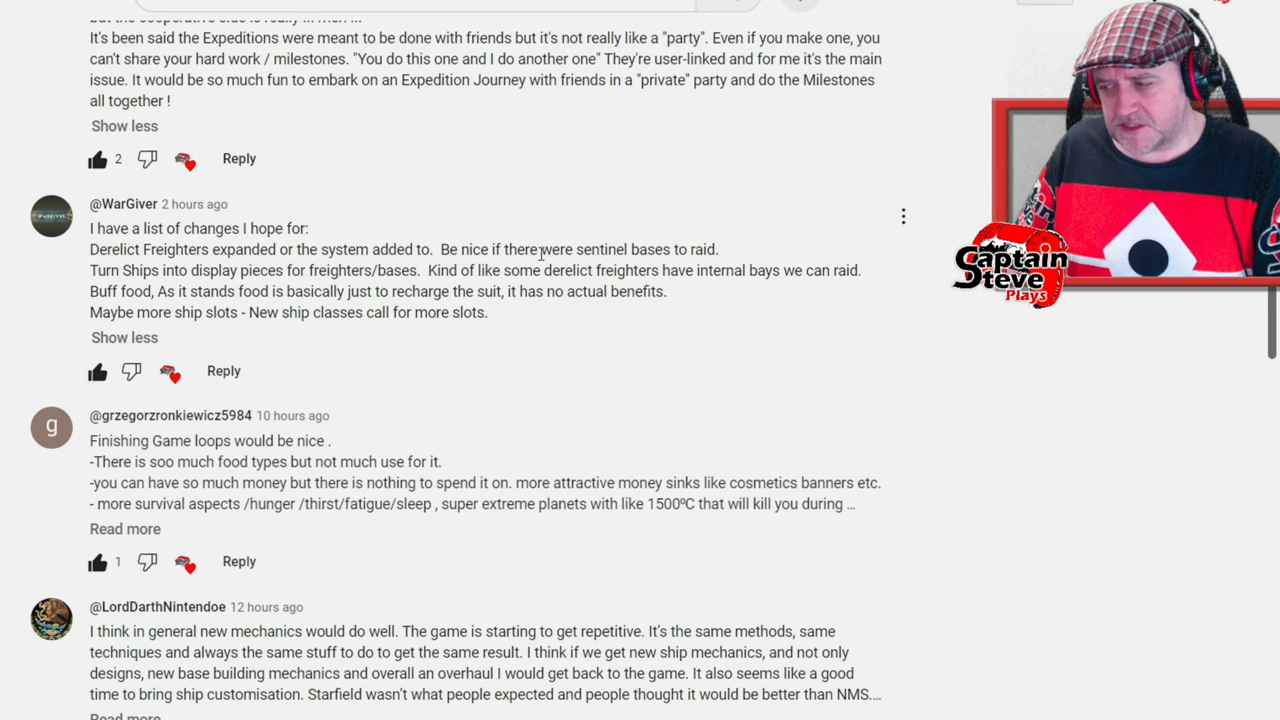 It's been said the Expeditions were meant to be done with friends but it's not really like a "party". Even if you make one, you
can't share your hard work / milestones. "You do this one and I do another one" They're user-linked and for me it's the main
issue. It would be so much fun to embark on an Expedition Journey with friends in a "private" party and do the Milestones
all together !
Show less
2
Reply
@WarGiver 2 hours ago
I have a list of changes I hope for:
Derelict Freighters expanded or the system added to.  Be nice if there were sentinel bases to raid.
Turn Ships into display pieces for freighters/bases.  Kind of like some derelict freighters have internal bays we can raid.
Buff food, As it stands food is basically just to recharge the suit, it has no actual benefits.
Maybe more ship slots - New ship classes call for more slots.
Show less
Reply
g
@grzegorzronkiewicz5984 10 hours ago
Finishing Game loops would be nice .
-There is soo much food types but not much use for it.
-you can have so much money but there is nothing to spend it on. more attractive money sinks like cosmetics banners etc.
- more survival aspects /hunger /thirst/fatigue/sleep , super extreme planets with like 1500ºC that will kill you during ...
Read more
1
Reply
@LordDarthNintendoe 12 hours ago
I think in general new mechanics would do well. The game is starting to get repetitive. It's the same methods, same
techniques and always the same stuff to do to get the same result. I think if we get new ship mechanics, and not only
designs, new base building mechanics and overall an overhaul I would get back to the game. It also seems like a good
time to bring ship customisation. Starfield wasn't what people expected and people thought it would be better than NMS....
Read more
Captain
Steve
Plays